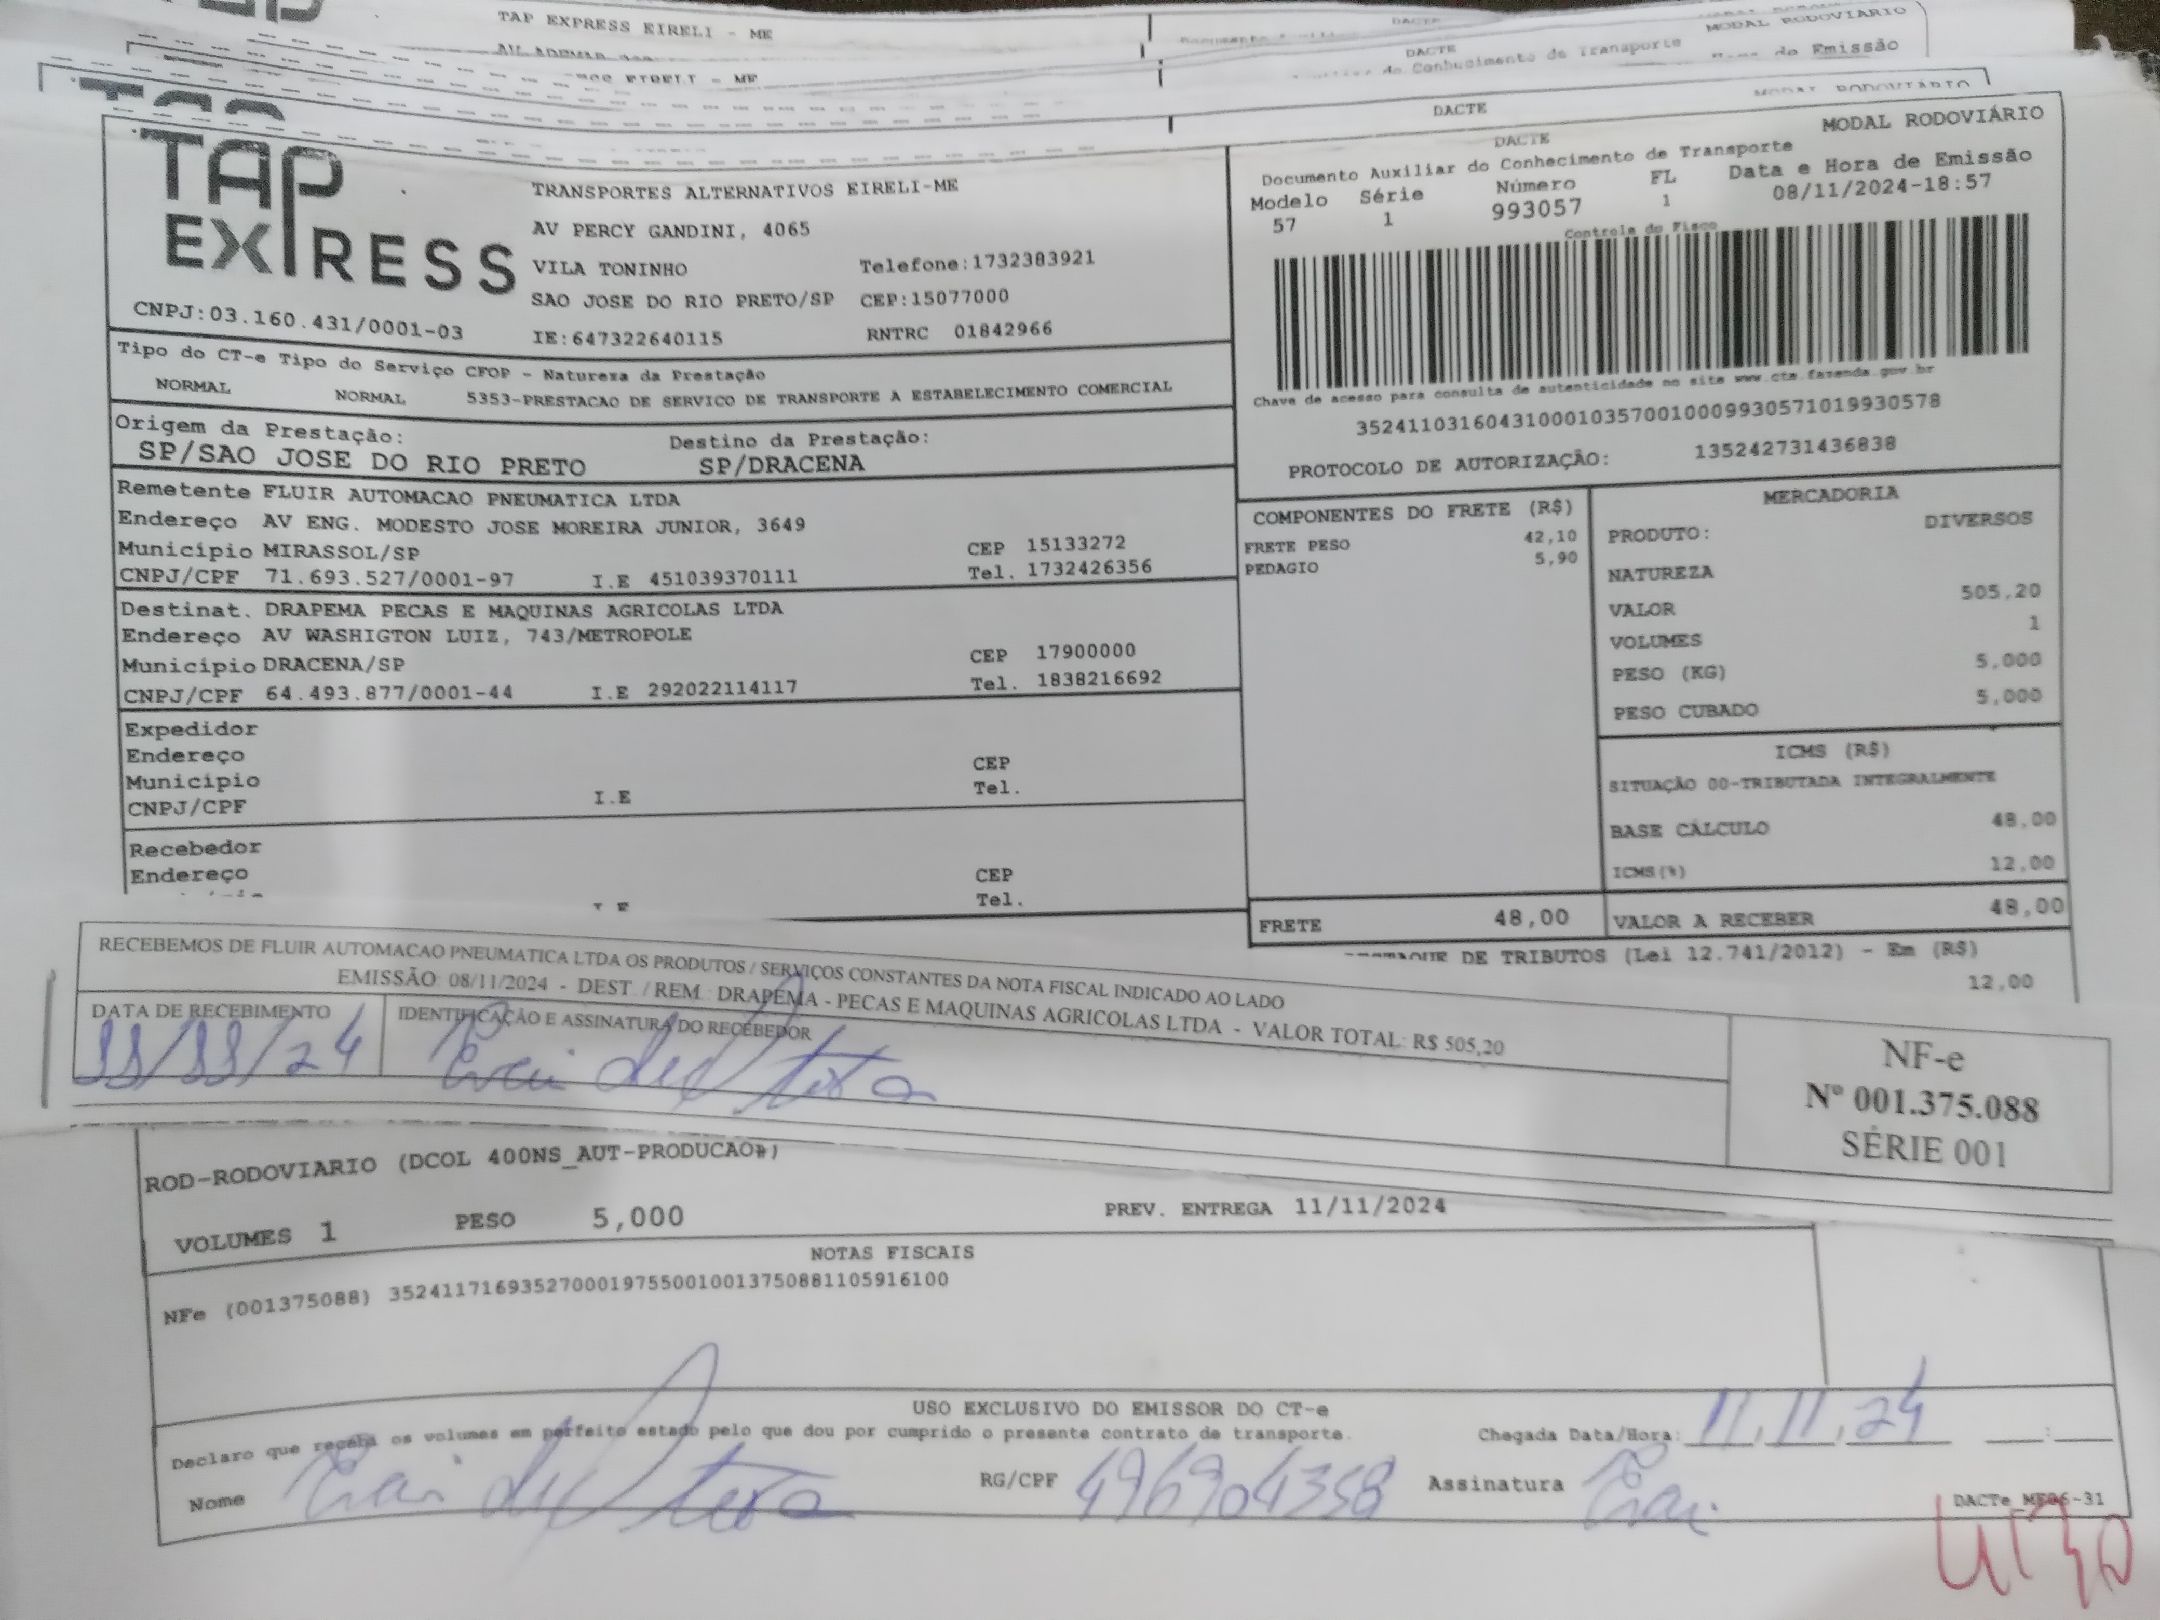 TAP EXPRESS EIRELI - ME
DACTE
MODAL RODOVIÁRIO
DACTE
DACTE
TAP EXPRESS
CNPJ:03.160.431/0001-03
TRANSPORTES ALTERNATIVOS EIRELI-ME
AV PERCY GANDINI, 4065
VILA TONINHO Telefone:1732383921
SAO JOSE DO RIO PRETO/SP CEP:15077000
IE:647322640115 RNTRC 01842966
DACTE MODAL RODOVIÁRIO
Documento Auxiliar do Conhecimento de Transporte
Modelo Série Número FL Data e Hora de Emissão
57 1 993057 1 08/11/2024-18:57
Controle do Fisco
Chave de acesso para consulta de autenticidade no site www.cte.fazenda.gov.br
35241103160431000103570010009930571019930578
PROTOCOLO DE AUTORIZAÇÃO: 135242731436838
Tipo do CT-e Tipo do Serviço CFOP - Natureza da Prestação
NORMAL NORMAL 5353-PRESTACAO DE SERVICO DE TRANSPORTE A ESTABELECIMENTO COMERCIAL
Origem da Prestação: Destino da Prestação:
SP/SAO JOSE DO RIO PRETO SP/DRACENA
Remetente FLUIR AUTOMACAO PNEUMATICA LTDA
Endereço AV ENG. MODESTO JOSE MOREIRA JUNIOR, 3649
Município MIRASSOL/SP CEP 15133272
CNPJ/CPF 71.693.527/0001-97 I.E 451039370111 Tel. 1732426356
Destinat. DRAPEMA PECAS E MAQUINAS AGRICOLAS LTDA
Endereço AV WASHIGTON LUIZ, 743/METROPOLE
Município DRACENA/SP CEP 17900000
CNPJ/CPF 64.493.877/0001-44 I.E 292022114117 Tel. 1838216692
Expedidor
Endereço
Município CEP
CNPJ/CPF I.E Tel.
Recebedor
Endereço CEP
Tel.
COMPONENTES DO FRETE (R$)
FRETE PESO 42,10
PEDAGIO 5,90
FRETE 48,00
MERCADORIA
PRODUTO: DIVERSOS
NATUREZA
VALOR 505,20
VOLUMES 1
PESO (KG) 5,000
PESO CUBADO 5,000
ICMS (R$)
SITUAÇÃO 00-TRIBUTADA INTEGRALMENTE
BASE CÁLCULO 48,00
ICMS(%) 12,00
VALOR A RECEBER 48,00
DE TRIBUTOS (Lei 12.741/2012) - Em (R$)
12,00
RECEBEMOS DE FLUIR AUTOMACAO PNEUMATICA LTDA OS PRODUTOS / SERVIÇOS CONSTANTES DA NOTA FISCAL INDICADO AO LADO
EMISSÃO: 08/11/2024 - DEST. / REM.: DRAPEMA - PECAS E MAQUINAS AGRICOLAS LTDA - VALOR TOTAL: R$ 505,20
DATA DE RECEBIMENTO IDENTIFICAÇÃO E ASSINATURA DO RECEBEDOR
11/11/24
NF-e
Nº 001.375.088
SÉRIE 001
ROD-RODOVIARIO (DCOL 400NS_AUT-PRODUCAO#)
VOLUMES 1 PESO 5,000 PREV. ENTREGA 11/11/2024
NOTAS FISCAIS
NFe (001375088) 35241171693527000197550010013750881105916100
USO EXCLUSIVO DO EMISSOR DO CT-e
Declaro que recebi os volumes em perfeito estado pelo que dou por cumprido o presente contrato de transporte. Chegada Data/Hora: 11.11.24 :
Nome RG/CPF 496904358 Assinatura